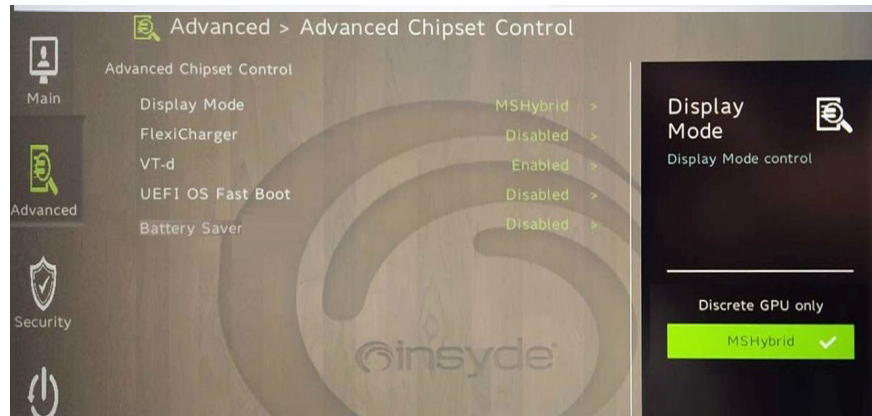 Advanced > Advanced Chipset Control
Main
Advanced
Security
Advanced Chipset Control
Display Mode MSHybrid >
FlexiCharger Disabled >
VT-d Enabled >
UEFI OS Fast Boot Disabled >
Battery Saver Disabled >
insyde
Display
Mode
Display Mode control
Discrete GPU only
MSHybrid